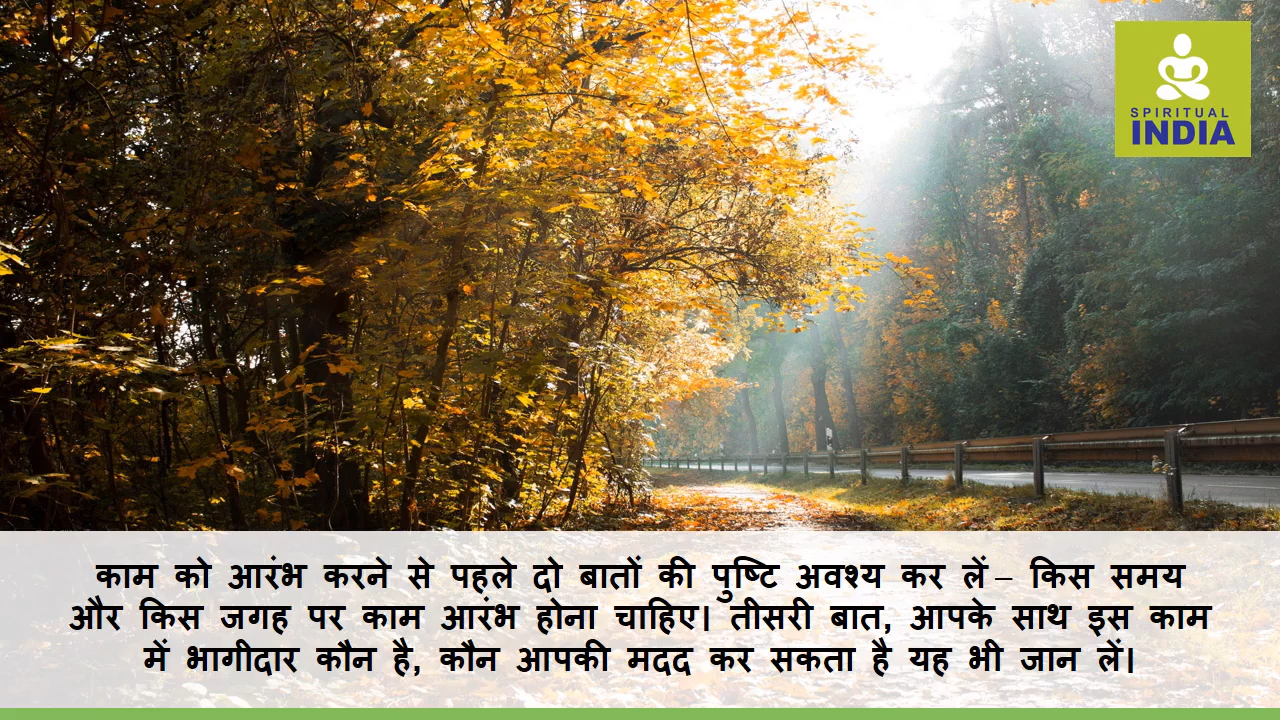 SPIRITUAL
INDIA
काम को आरंभ करने से पहले दो बातों की पुष्टि अवश्य कर लें – किस समय
और किस जगह पर काम आरंभ होना चाहिए। तीसरी बात, आपके साथ इस काम
में भागीदार कौन है, कौन आपकी मदद कर सकता है यह भी जान लें।